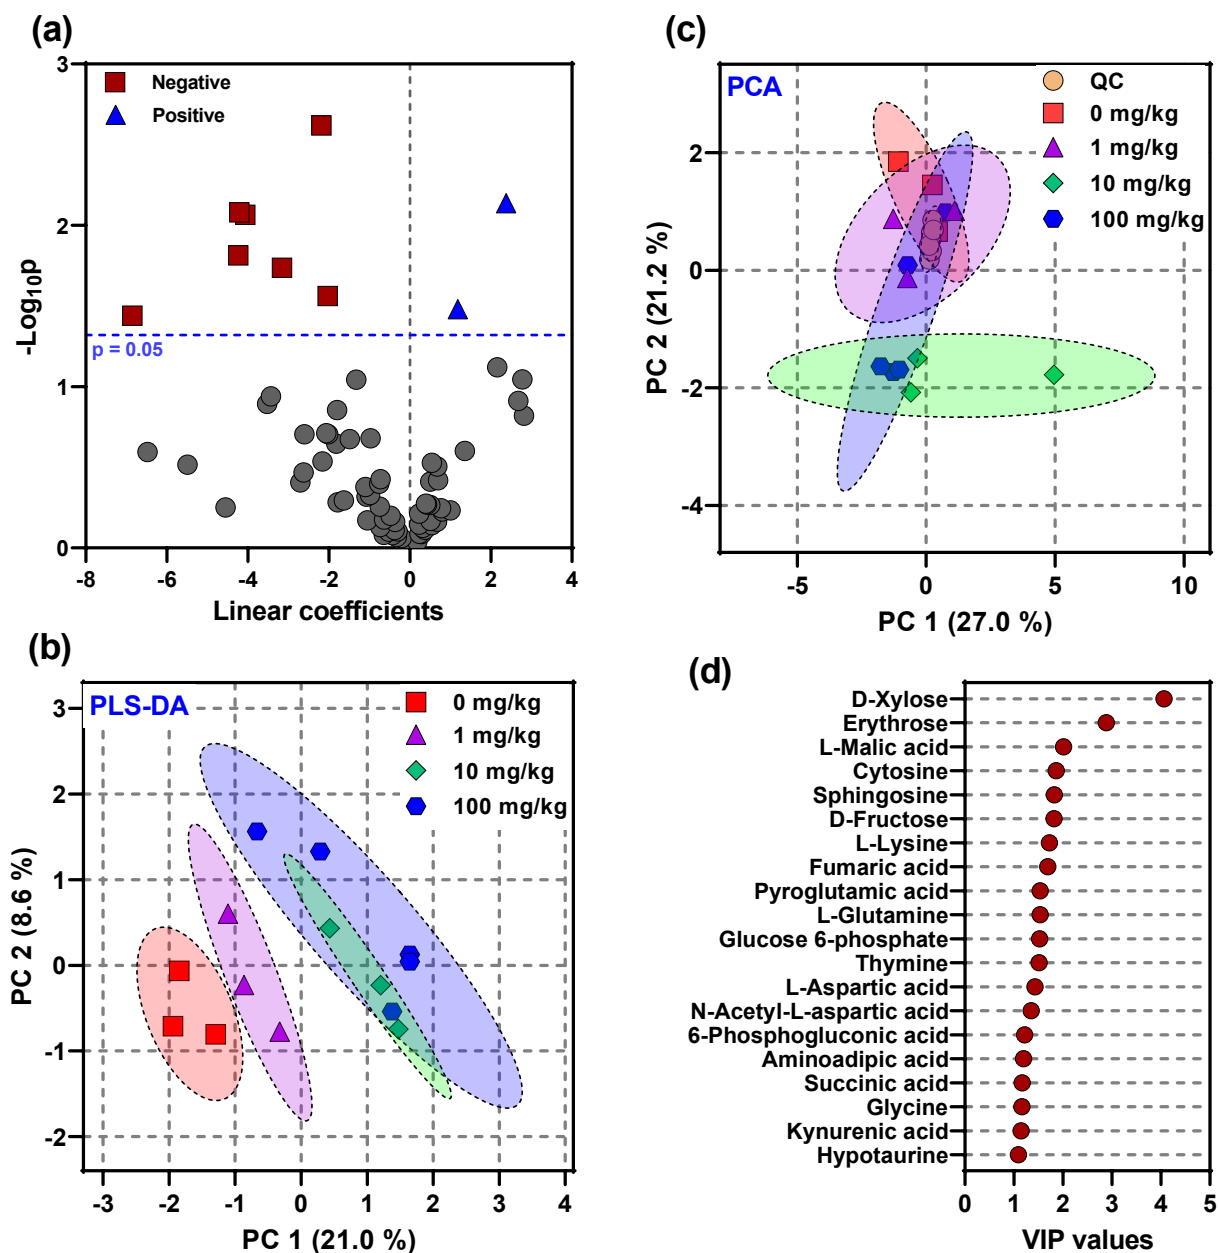 (a)
3
2
1
0
-Log10p
Negative
Positive
p = 0.05
-8
-6
-4
-2
0
2
4
Linear coefficients
(c)
PCA
QC
0 mg/kg
1 mg/kg
10 mg/kg
100 mg/kg
2
0
-2
-4
PC 2 (21.2 %)
-5
0
5
10
PC 1 (27.0 %)
(b)
PLS-DA
0 mg/kg
1 mg/kg
10 mg/kg
100 mg/kg
3
2
1
0
-1
-2
PC 2 (8.6 %)
-3
-2
-1
0
1
2
3
4
PC 1 (21.0 %)
(d)
D-Xylose
Erythrose
L-Malic acid
Cytosine
Sphingosine
D-Fructose
L-Lysine
Fumaric acid
Pyroglutamic acid
L-Glutamine
Glucose 6-phosphate
Thymine
L-Aspartic acid
N-Acetyl-L-aspartic acid
6-Phosphogluconic acid
Aminoadipic acid
Succinic acid
Glycine
Kynurenic acid
Hypotaurine
0
1
2
3
4
5
VIP values